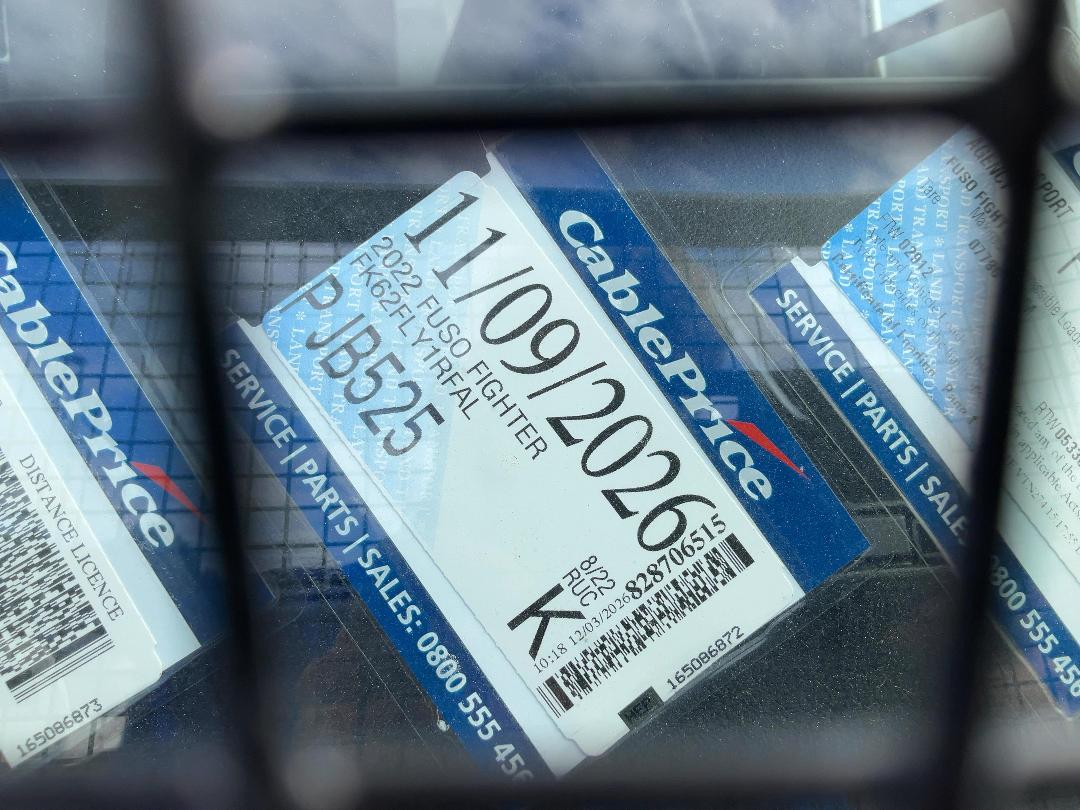 CablePrice
11/09/2026
2022 FUSO FIGHTER
FK62FLY1RFAL
PJB525
8/22
RUC
K
10:18 12/03/2026
828706515
165086872
SERVICE | PARTS | SALES: 0800 555 456
CablePrice
DISTANCE LICENCE
165086873
SERVICE | PARTS | SALE
0800 555 456
FUSO FIGHT